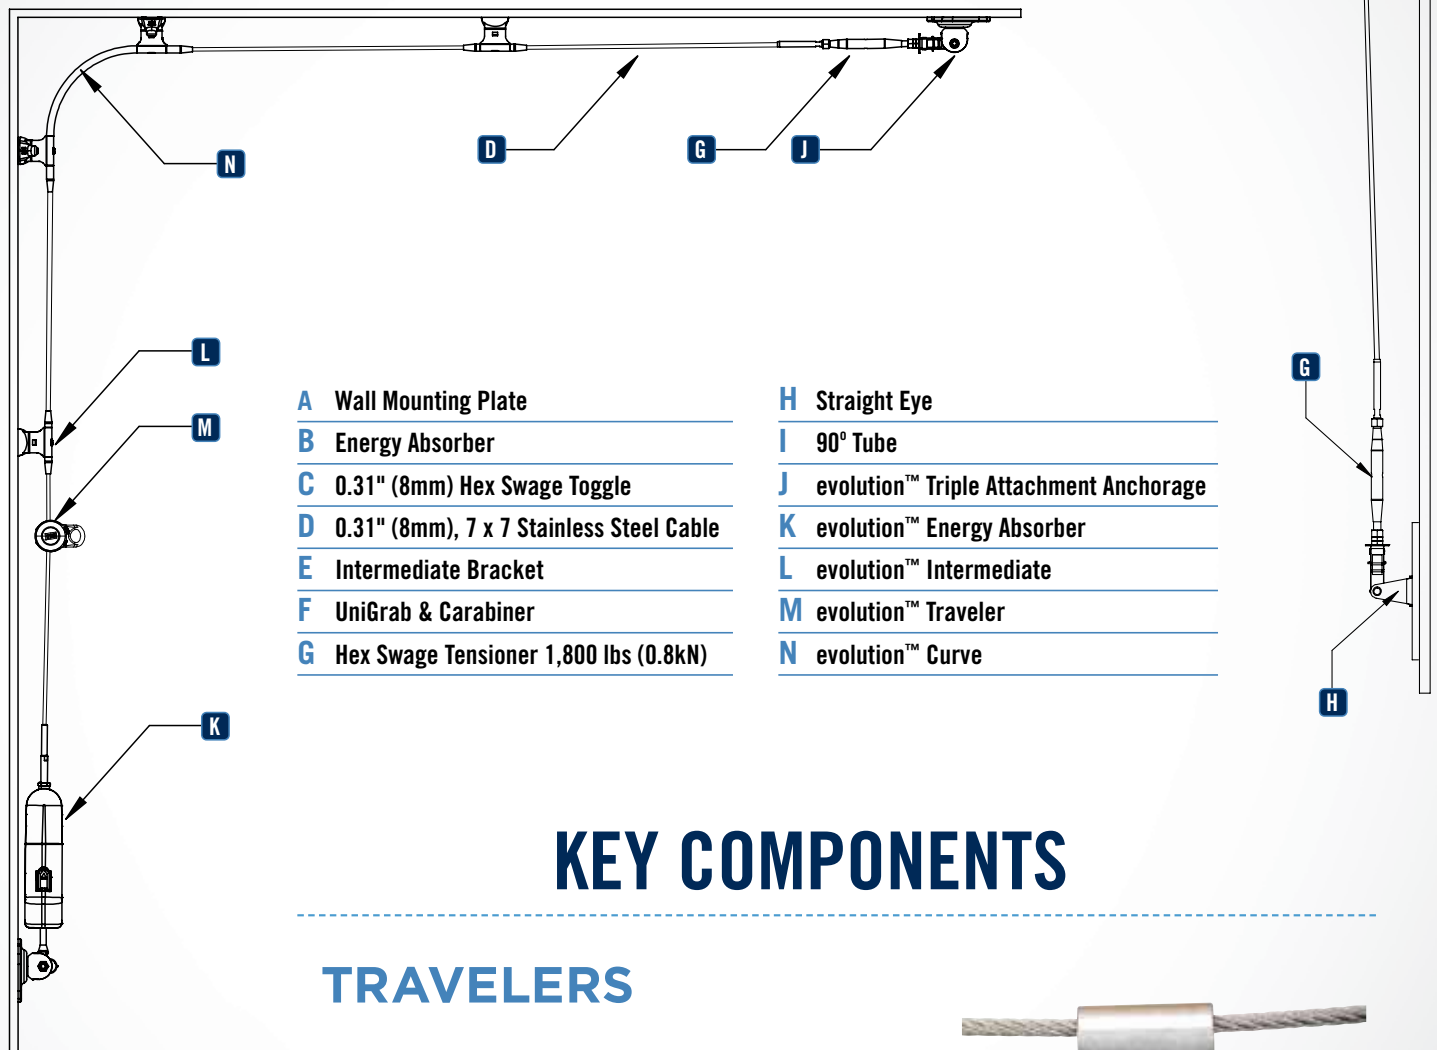 N
D
G
J
L
M
G
K
H
A Wall Mounting Plate
B Energy Absorber
C 0.31" (8mm) Hex Swage Toggle
D 0.31" (8mm), 7 x 7 Stainless Steel Cable
E Intermediate Bracket
F UniGrab & Carabiner
G Hex Swage Tensioner 1,800 lbs (0.8kN)
H Straight Eye
I 90º Tube
J evolution™ Triple Attachment Anchorage
K evolution™ Energy Absorber
L evolution™ Intermediate
M evolution™ Traveler
N evolution™ Curve
KEY COMPONENTS
TRAVELERS